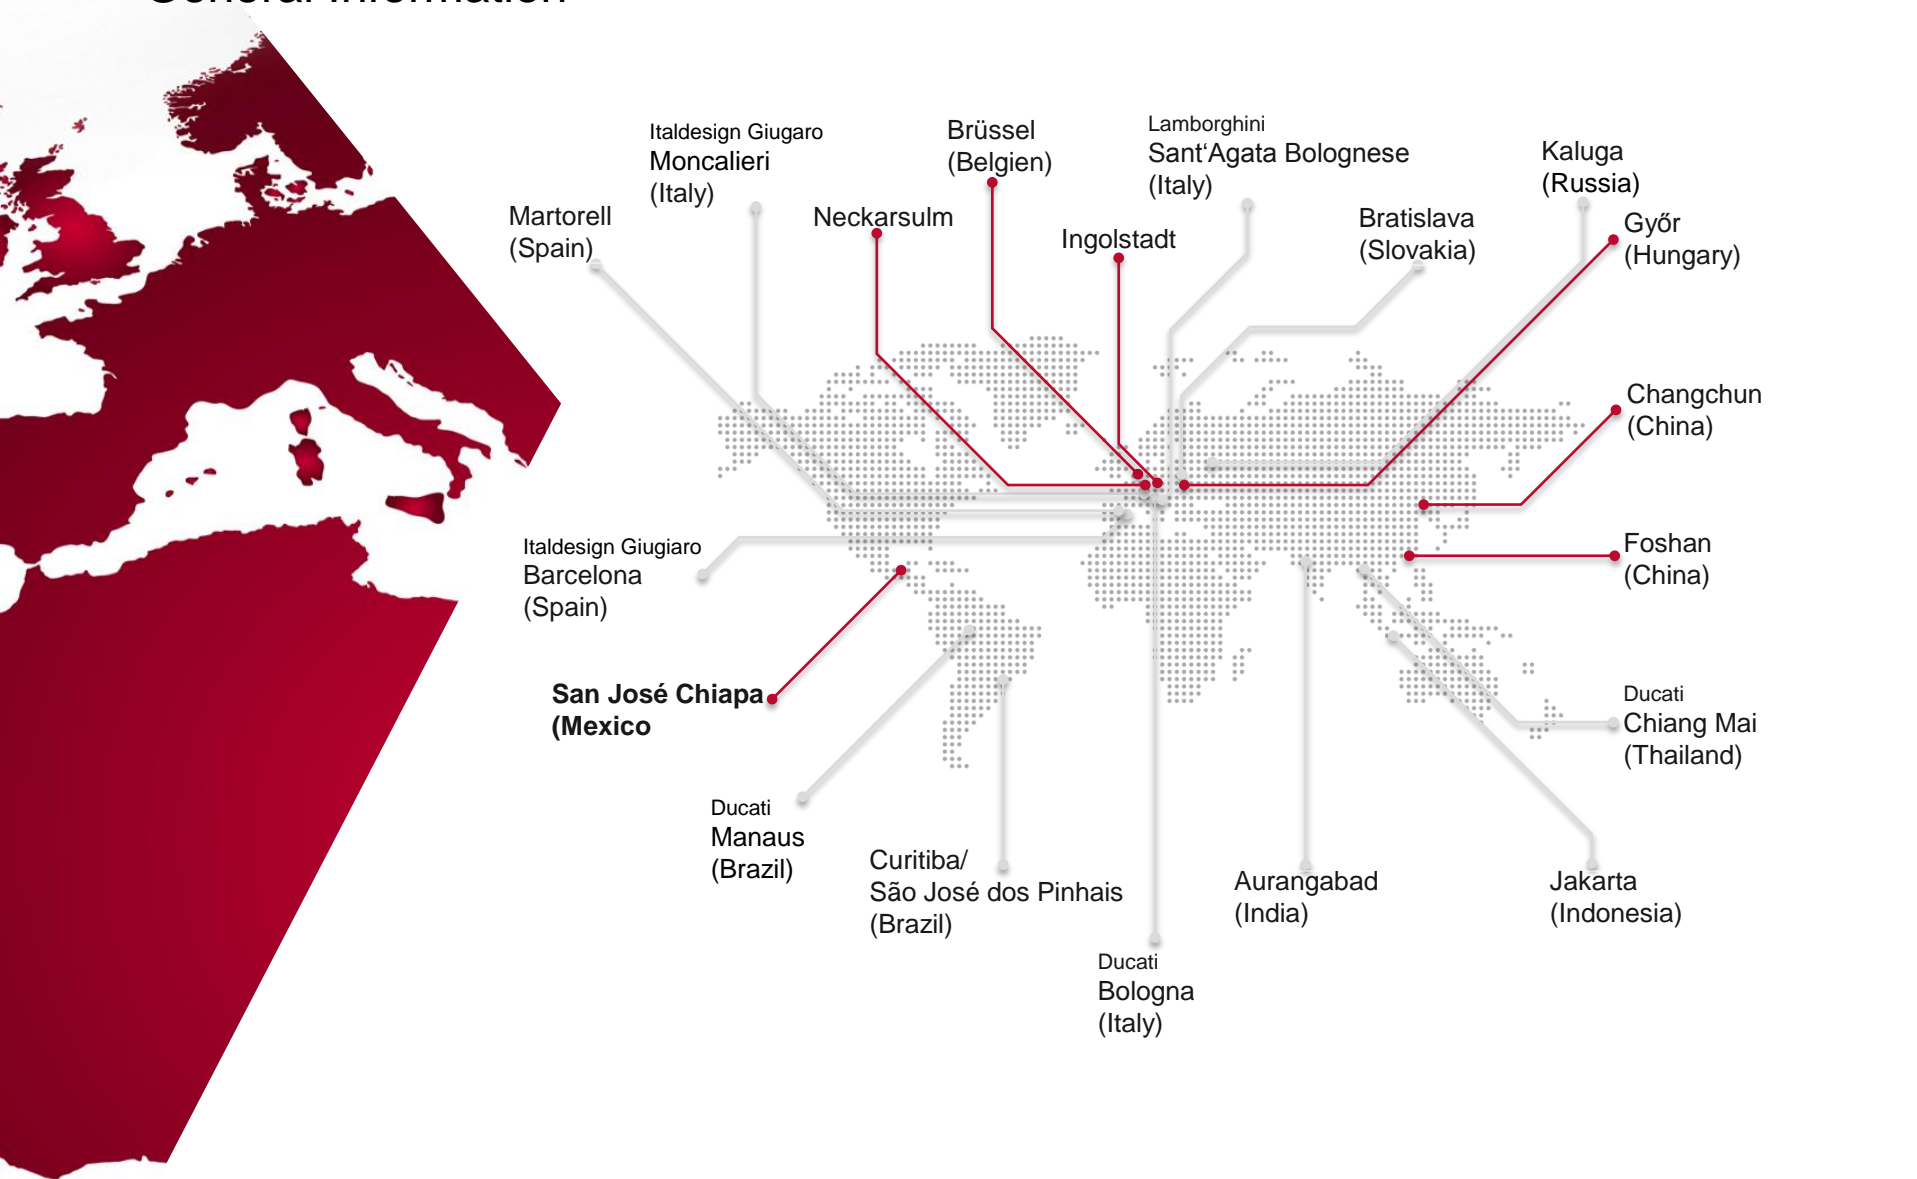 General Information
Italdesign Giugaro
Moncalieri
(Italy)
Brüssel
(Belgien)
Lamborghini
Sant‘Agata Bolognese
(Italy)
Kaluga
(Russia)
Martorell
(Spain)
Neckarsulm
Ingolstadt
Bratislava
(Slovakia)
Győr
(Hungary)
Changchun
(China)
Italdesign Giugiaro
Barcelona
(Spain)
Foshan
(China)
San José Chiapa
(Mexico
Ducati
Chiang Mai
(Thailand)
Ducati
Manaus
(Brazil)
Curitiba/
São José dos Pinhais
(Brazil)
Aurangabad
(India)
Jakarta
(Indonesia)
Ducati
Bologna
(Italy)